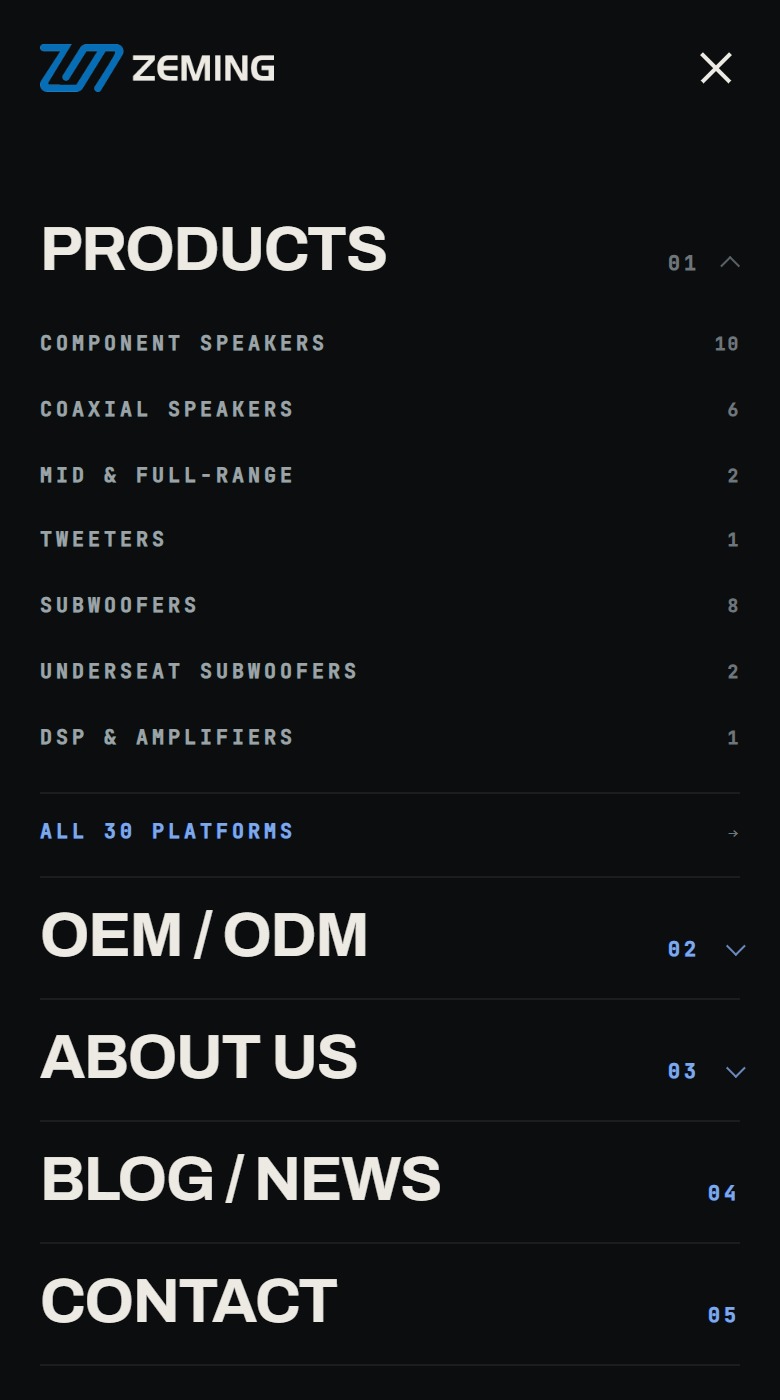 ZEMING
PRODUCTS 01
COMPONENT SPEAKERS 10
COAXIAL SPEAKERS 6
MID & FULL-RANGE 2
TWEETERS 1
SUBWOOFERS 8
UNDERSEAT SUBWOOFERS 2
DSP & AMPLIFIERS 1
ALL 30 PLATFORMS →
OEM / ODM 02
ABOUT US 03
BLOG / NEWS 04
CONTACT 05